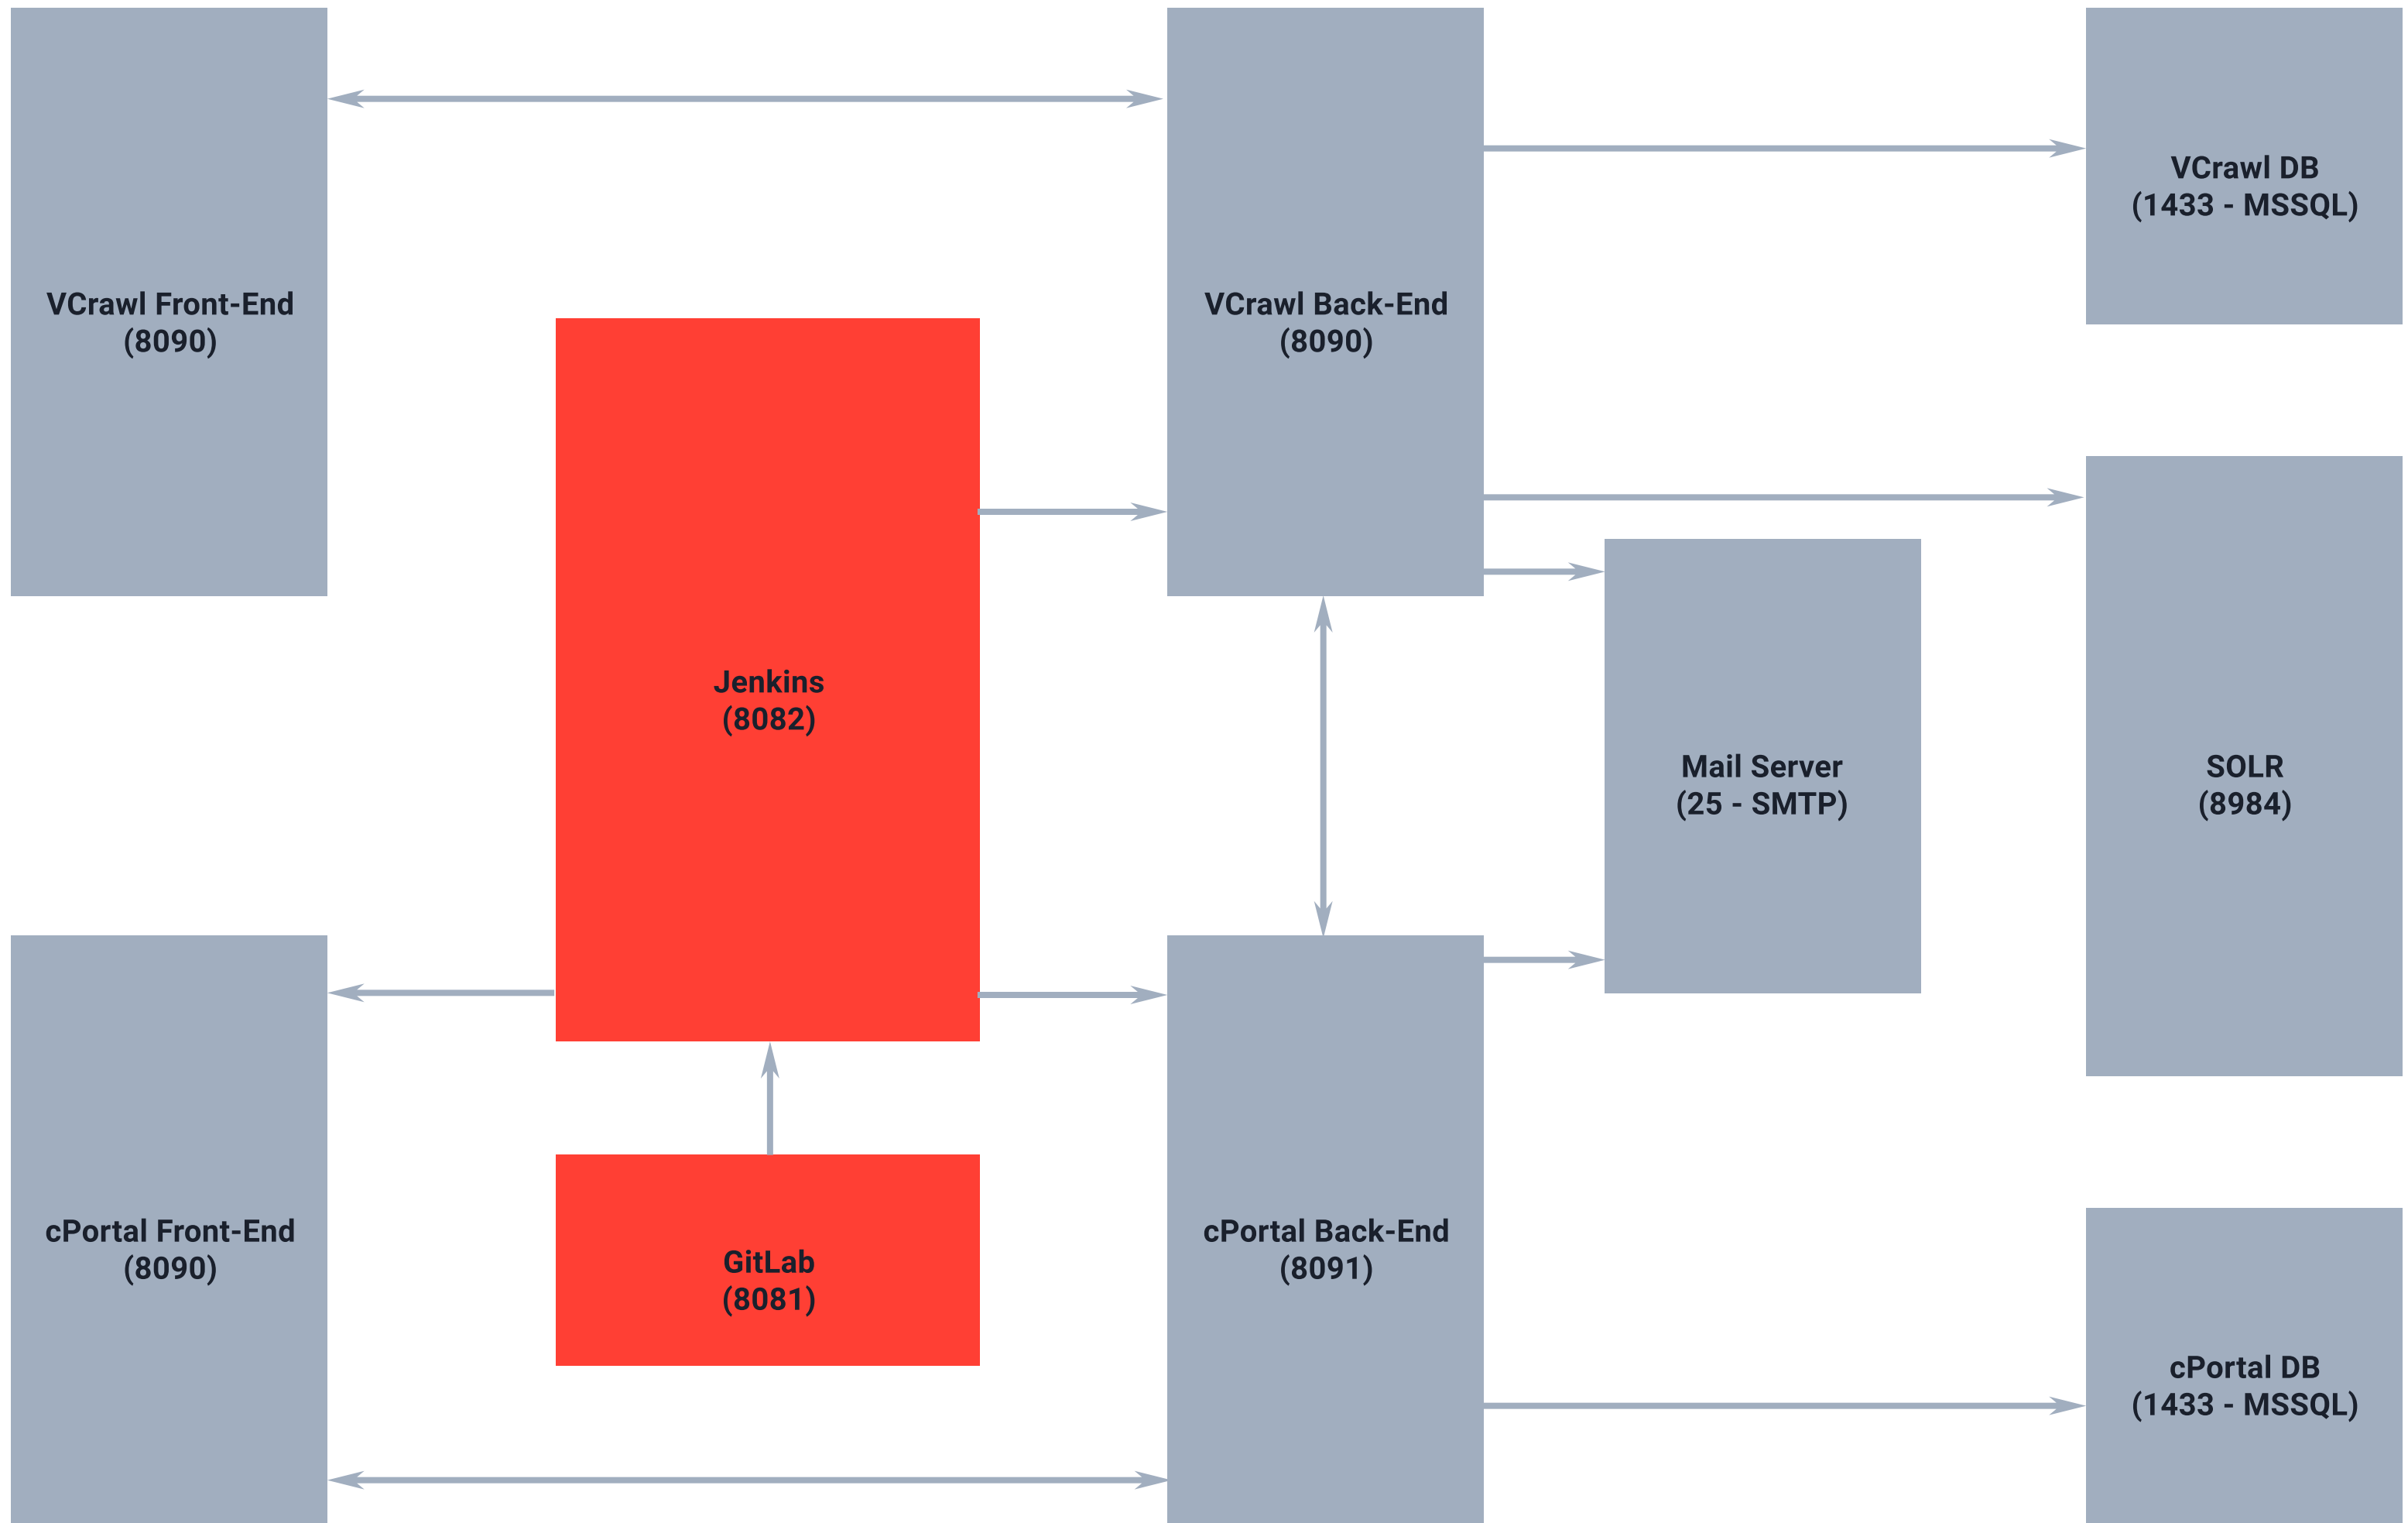 VCrawl Front-End
(8090)
VCrawl Back-End
(8090)
VCrawl DB
(1433 - MSSQL)
Jenkins
(8082)
Mail Server
(25 - SMTP)
SOLR
(8984)
cPortal Front-End
(8090)
GitLab
(8081)
cPortal Back-End
(8091)
cPortal DB
(1433 - MSSQL)